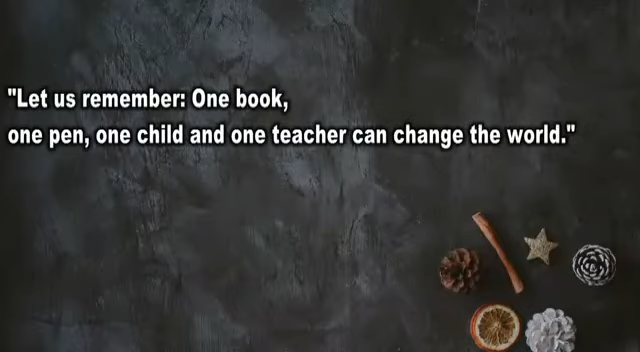 "Let us remember: One book,
one pen, one child and one teacher can change the world."